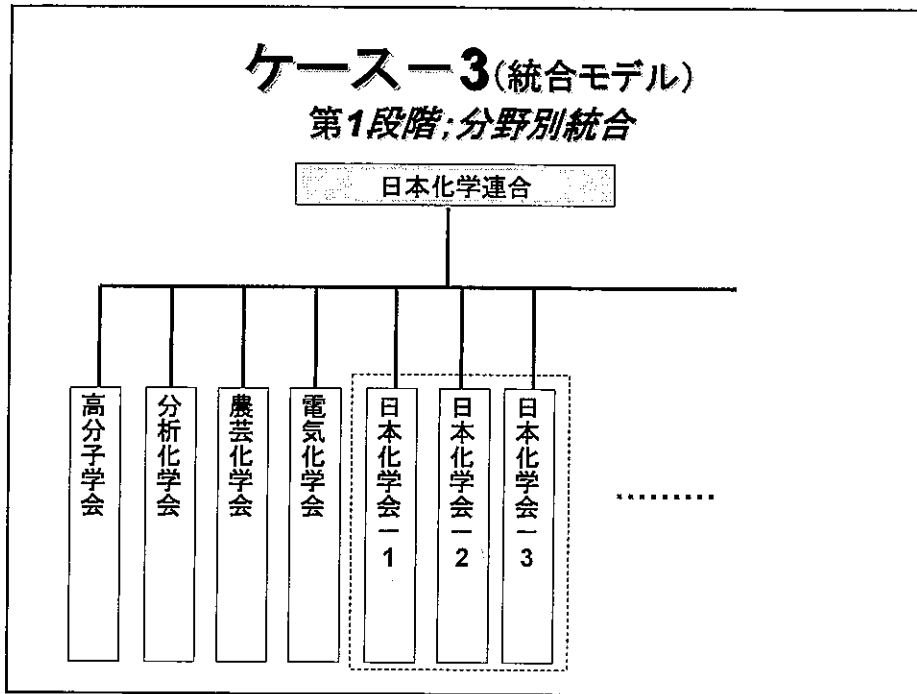 ケースー3(統合モデル)
第1段階;分野別統合
日本化学連合
高分子学会
分析化学会
農芸化学会
電気化学会
日本化学会ー1
日本化学会ー2
日本化学会ー3
………